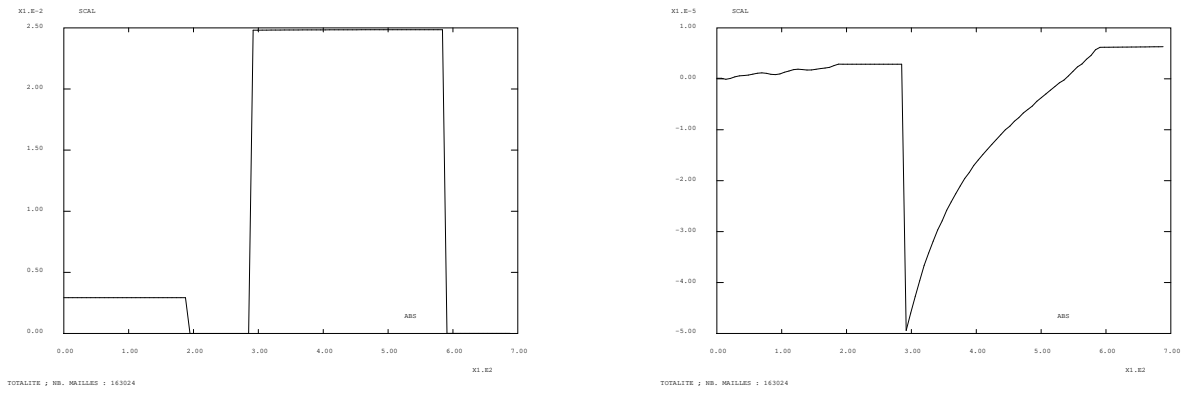 X1.E-2 SCAL
2.50
2.00
1.50
1.00
0.50
0.00
ABS
0.00 1.00 2.00 3.00 4.00 5.00 6.00 7.00
X1.E2
TOTALITE ; NB. MAILLES : 163024
X1.E-5 SCAL
1.00
0.00
-1.00
-2.00
-3.00
-4.00
-5.00
ABS
0.00 1.00 2.00 3.00 4.00 5.00 6.00 7.00
X1.E2
TOTALITE ; NB. MAILLES : 163024